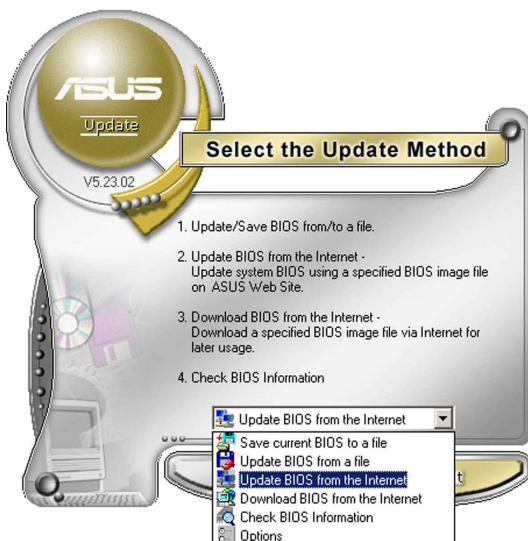 ASUS
Update
V5.23.02
Select the Update Method
1. Update/Save BIOS from/to a file.
2. Update BIOS from the Internet -
Update system BIOS using a specified BIOS image file
on ASUS Web Site.
3. Download BIOS from the Internet -
Download a specified BIOS image file via Internet for
later usage.
4. Check BIOS Information
Update BIOS from the Internet
Save current BIOS to a file
Update BIOS from a file
Update BIOS from the Internet
Download BIOS from the Internet
Check BIOS Information
Options